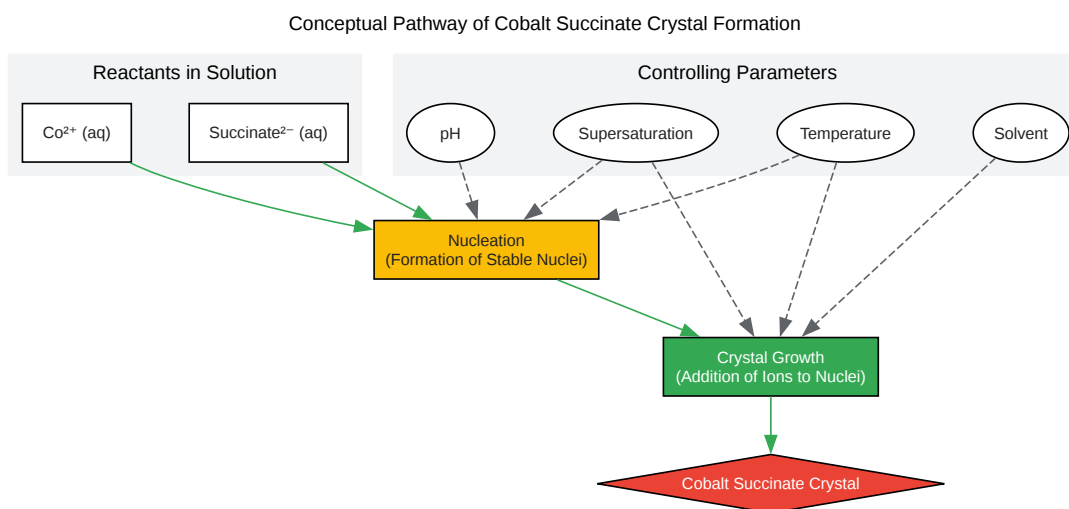 Conceptual Pathway of Cobalt Succinate Crystal Formation
Reactants in Solution
Controlling Parameters
Co²⁺ (aq)
Succinate²⁻ (aq)
pH
Supersaturation
Temperature
Solvent
Nucleation
(Formation of Stable Nuclei)
Crystal Growth
(Addition of Ions to Nuclei)
Cobalt Succinate Crystal